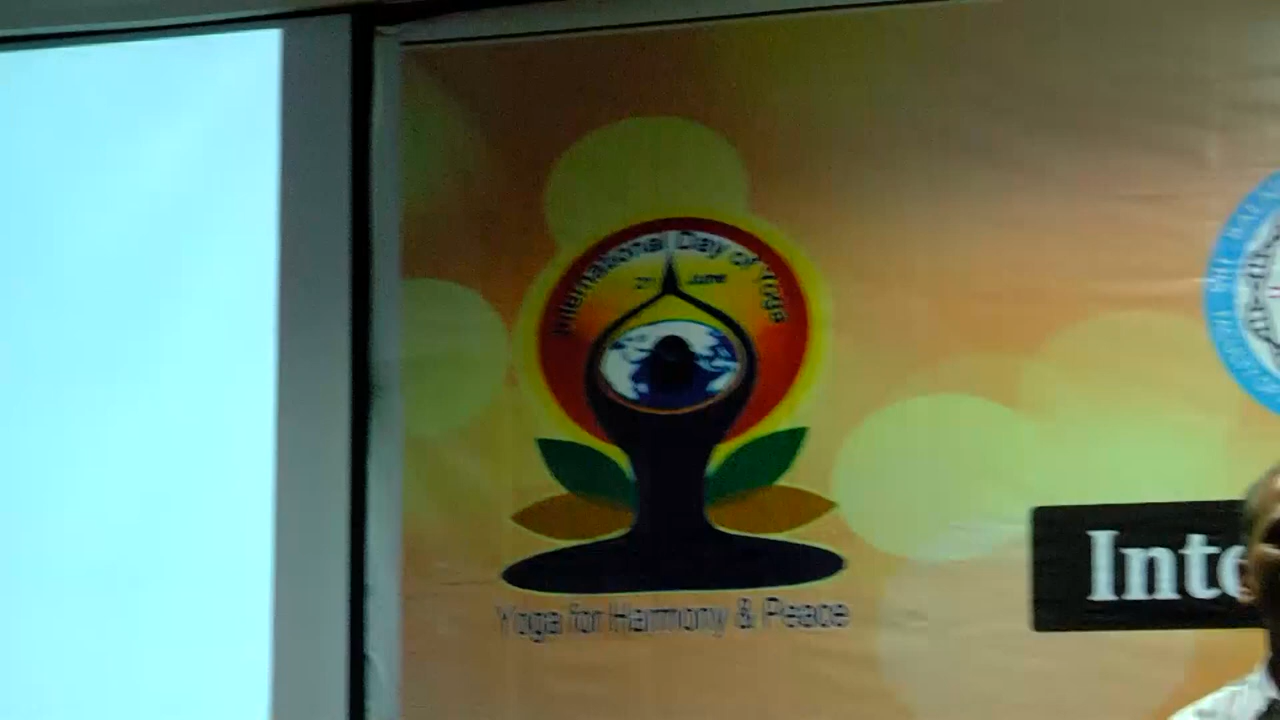 International Day of Yoga
21 June
Yoga for Harmony & Peace
Inte